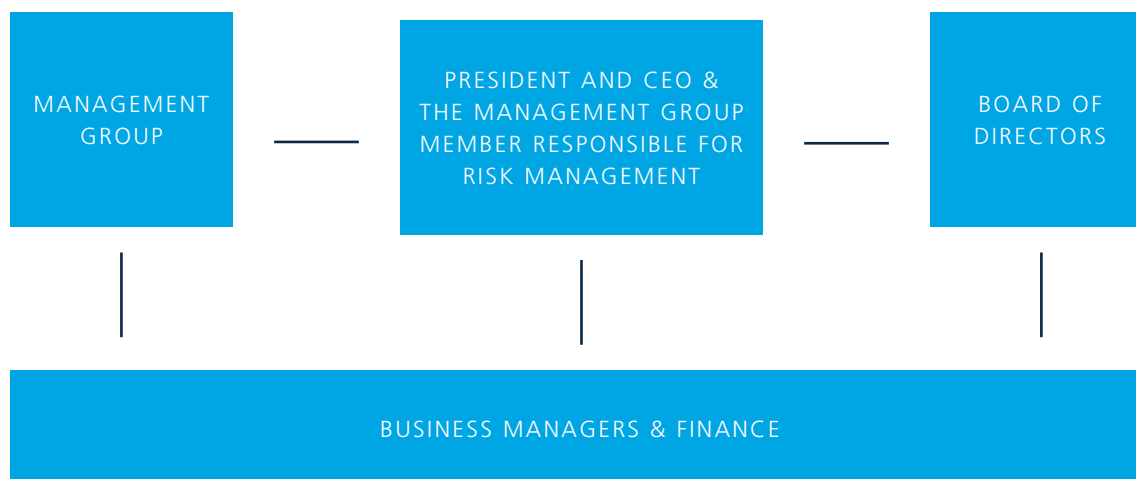 MANAGEMENT
GROUP
PRESIDENT AND CEO &
THE MANAGEMENT GROUP
MEMBER RESPONSIBLE FOR
RISK MANAGEMENT
BOARD OF
DIRECTORS
BUSINESS MANAGERS & FINANCE